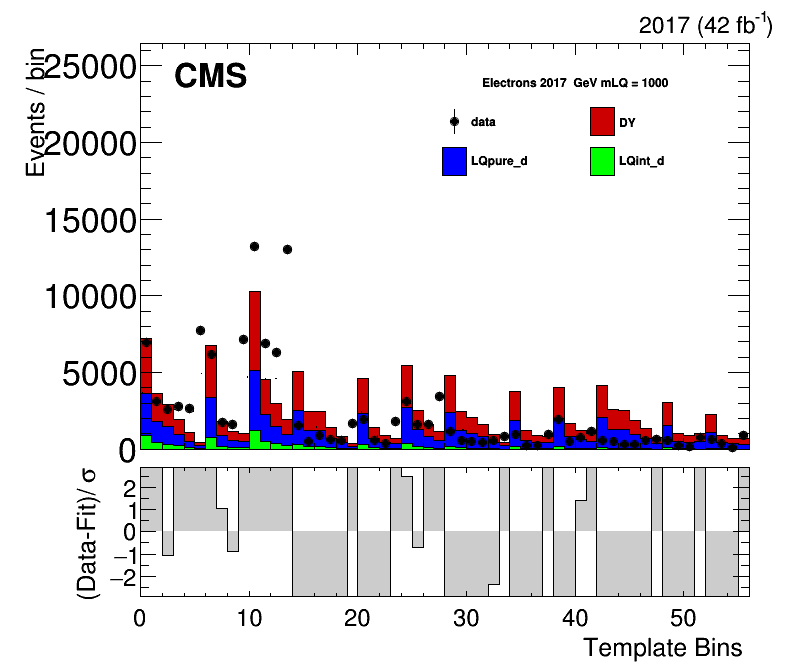 2017 (42 fb-1)
Events / bin
CMS
Electrons 2017 GeV mLQ = 1000
data
DY
LQpure_d
LQint_d
25000
20000
15000
10000
5000
0
(Data-Fit)/ σ
2
1
0
−1
−2
0 10 20 30 40 50
Template Bins